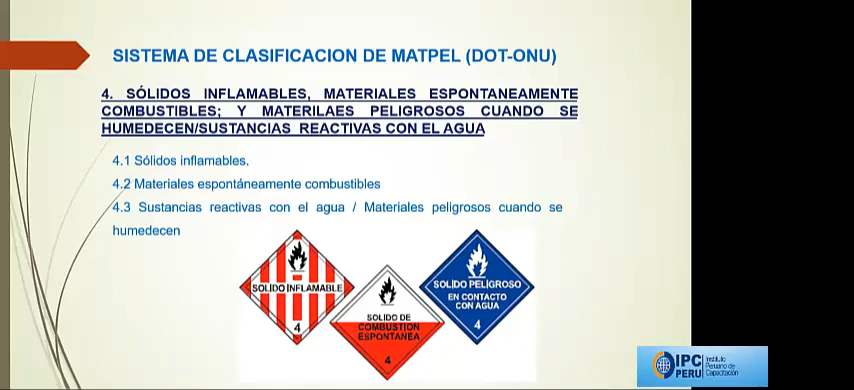 SISTEMA DE CLASIFICACION DE MATPEL (DOT-ONU)
4. SÓLIDOS INFLAMABLES, MATERIALES ESPONTANEAMENTE
COMBUSTIBLES; Y MATERILAES PELIGROSOS CUANDO SE
HUMEDECEN/SUSTANCIAS REACTIVAS CON EL AGUA
4.1 Sólidos inflamables.
4.2 Materiales espontáneamente combustibles
4.3 Sustancias reactivas con el agua / Materiales peligrosos cuando se
humedecen
SOLIDO INFLAMABLE
4
SOLIDO DE
COMBUSTION
ESPONTANEA
4
SOLIDO PELIGROSO
EN CONTACTO
CON AGUA
4
IPC
PERU
Instituto
Peruano de
Capacitación